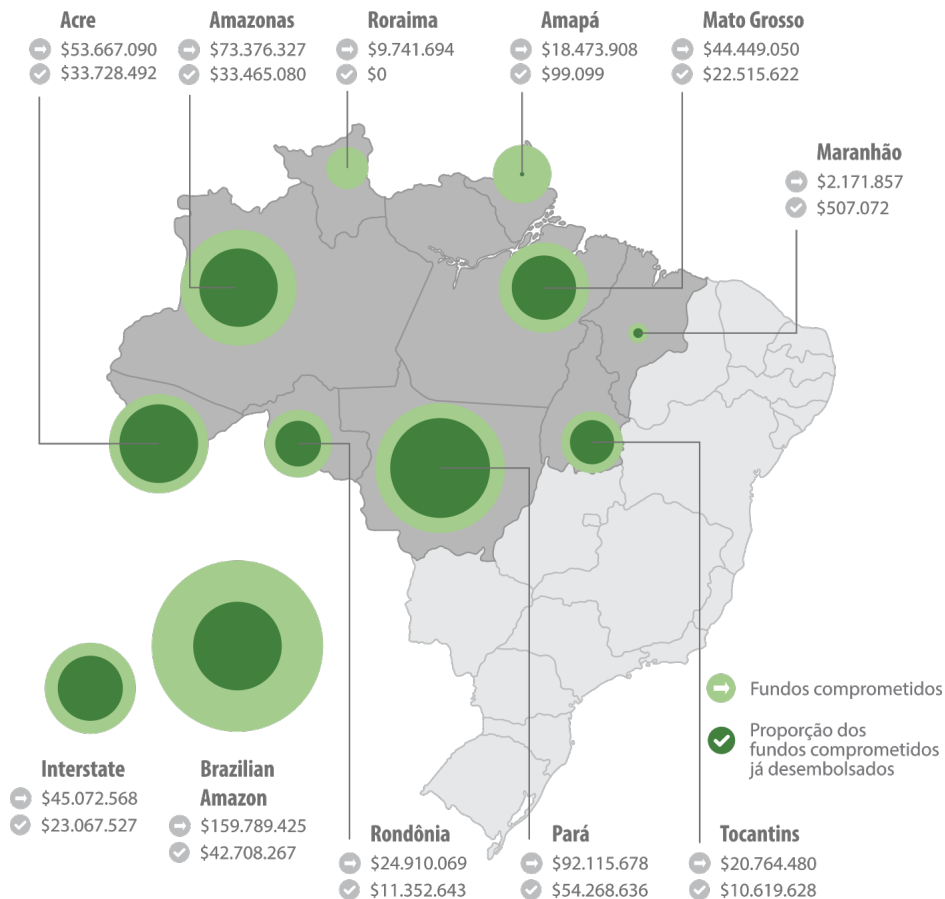 Acre
$53.667.090
$33.728.492
Amazonas
$73.376.327
$33.465.080
Roraima
$9.741.694
$0
Amapá
$18.473.908
$99.099
Mato Grosso
$44.449.050
$22.515.622
Maranhão
$2.171.857
$507.072
Fundos comprometidos
Proporção dos
fundos comprometidos
já desembolsados
Interstate
$45.072.568
$23.067.527
Brazilian
Amazon
$159.789.425
$42.708.267
Rondônia
$24.910.069
$11.352.643
Pará
$92.115.678
$54.268.636
Tocantins
$20.764.480
$10.619.628